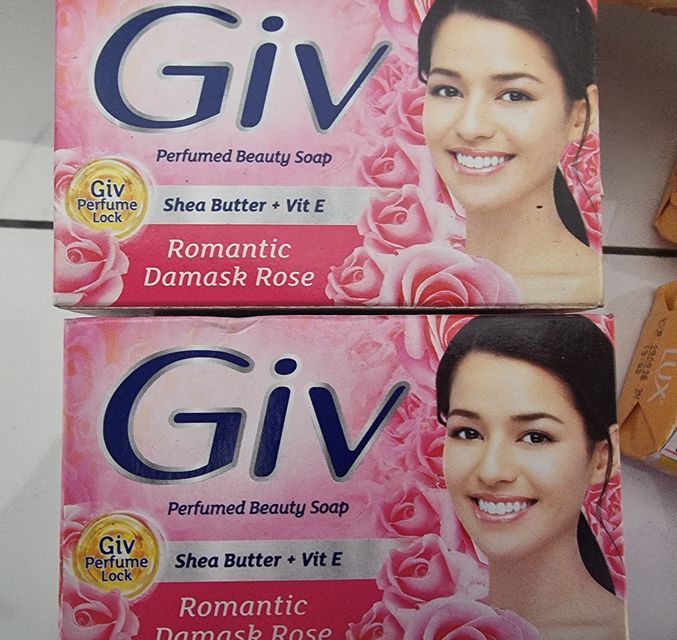 Giv
Perfumed Beauty Soap
Giv
Perfume
Lock
Shea Butter + Vit E
Romantic
Damask Rose
Giv
Perfumed Beauty Soap
Giv
Perfume
Lock
Shea Butter + Vit E
Romantic
Damask Rose
LUX